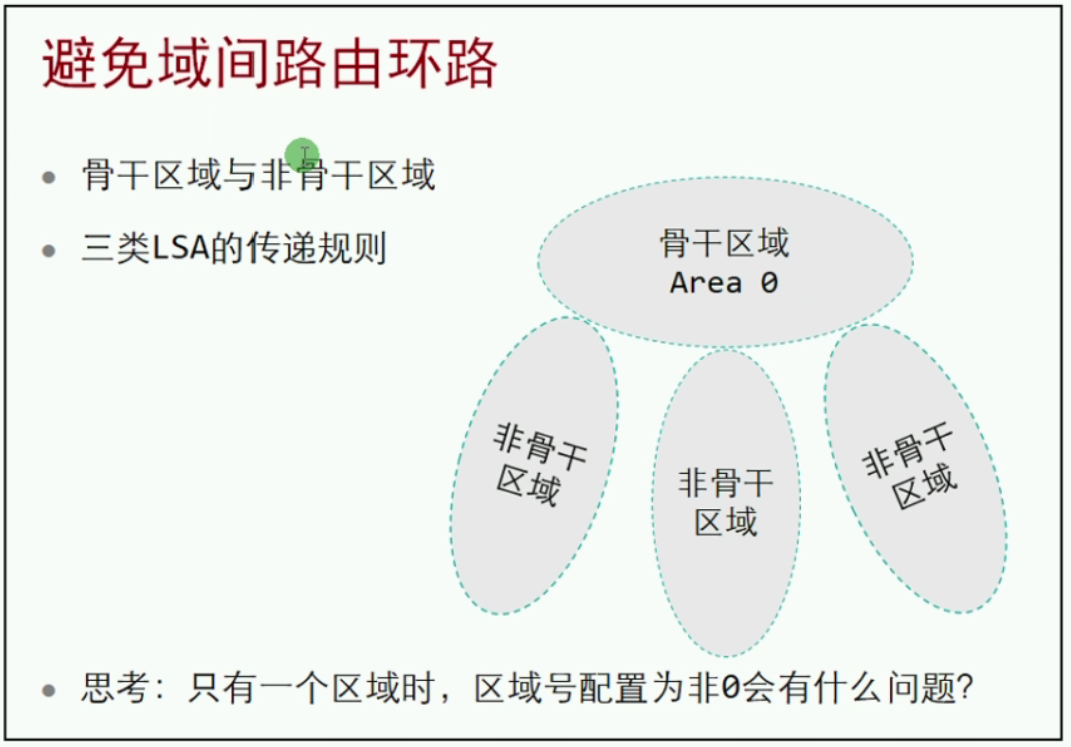 避免域间路由环路
骨干区域与非骨干区域
三类LSA的传递规则
骨干区域
Area 0
非骨干
区域
非骨干
区域
非骨干
区域
思考：只有一个区域时，区域号配置为非0会有什么问题？